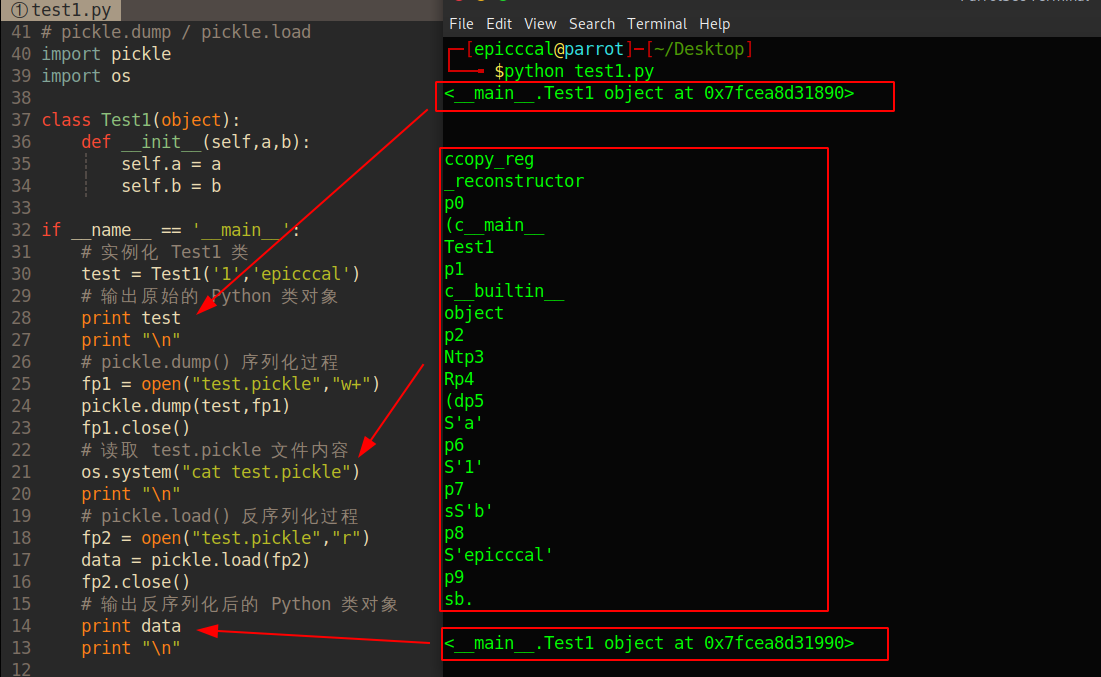 ①test1.py
41 # pickle.dump / pickle.load
40 import pickle
39 import os
38
37 class Test1(object):
36     def __init__(self,a,b):
35         self.a = a
34         self.b = b
33
32 if __name__ == '__main__':
31     # 实例化 Test1 类
30     test = Test1('1','epicccal')
29     # 输出原始的 Python 类对象
28     print test
27     print "\n"
26     # pickle.dump() 序列化过程
25     fp1 = open("test.pickle","w+")
24     pickle.dump(test,fp1)
23     fp1.close()
22     # 读取 test.pickle 文件内容
21     os.system("cat test.pickle")
20     print "\n"
19     # pickle.load() 反序列化过程
18     fp2 = open("test.pickle","r")
17     data = pickle.load(fp2)
16     fp2.close()
15     # 输出反序列化后的 Python 类对象
14     print data
13     print "\n"
12
File Edit View Search Terminal Help
[epicccal@parrot]-[~/Desktop]
$python test1.py
<__main__.Test1 object at 0x7fcea8d31890>
ccopy_reg
_reconstructor
p0
(c__main__
Test1
p1
c__builtin__
object
p2
Ntp3
Rp4
(dp5
S'a'
p6
S'1'
p7
sS'b'
p8
S'epicccal'
p9
sb.
<__main__.Test1 object at 0x7fcea8d31990>